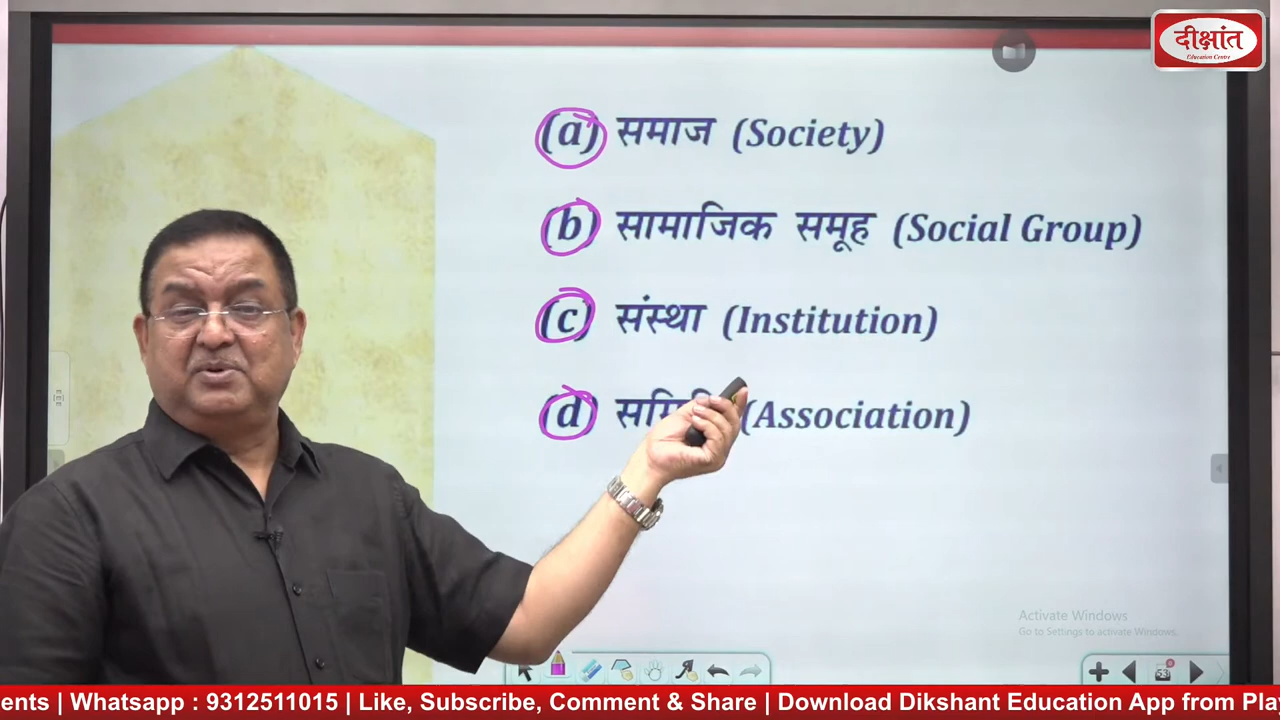 दीक्षांत
Education Centre
(a) समाज (Society)
(b) सामाजिक समूह (Social Group)
(c) संस्था (Institution)
(d) (Association)
Activate Windows
Go to Settings to activate Windows.
53
ents | Whatsapp : 9312511015 | Like, Subscribe, Comment & Share | Download Dikshant Education App from Pla